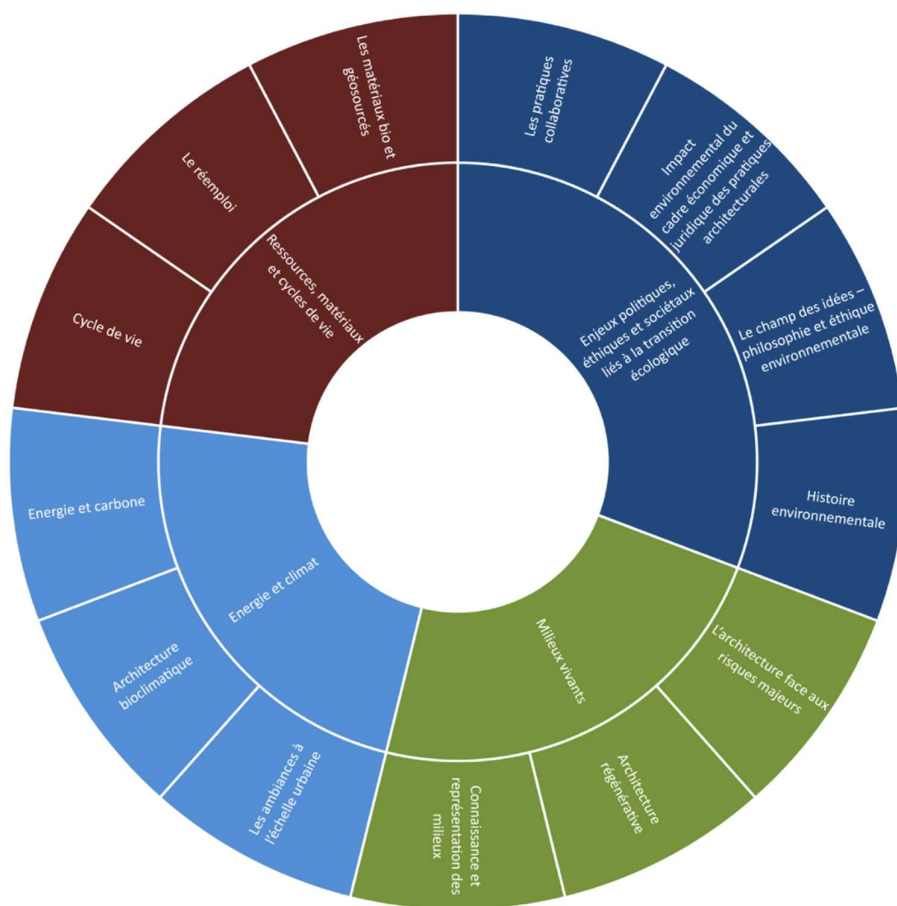 Les pratiques
collaboratives
Impact
environnemental du
cadre économique et
juridique des pratiques
architecturales
Le champ des idées –
philosophie et éthique
environnementale
Histoire
environnementale
Enjeux politiques,
éthiques et sociétaux
liés à la transition
écologique
L'architecture face aux
risques majeurs
Architecture
régénérative
Connaissance et
représentation des
milieux
Milieux vivants
Les ambiances à
l'échelle urbaine
Architecture
bioclimatique
Energie et carbone
Energie et climat
Cycle de vie
Le réemploi
Les matériaux bio et
géosourcés
Ressources, matériaux
et cycles de vie